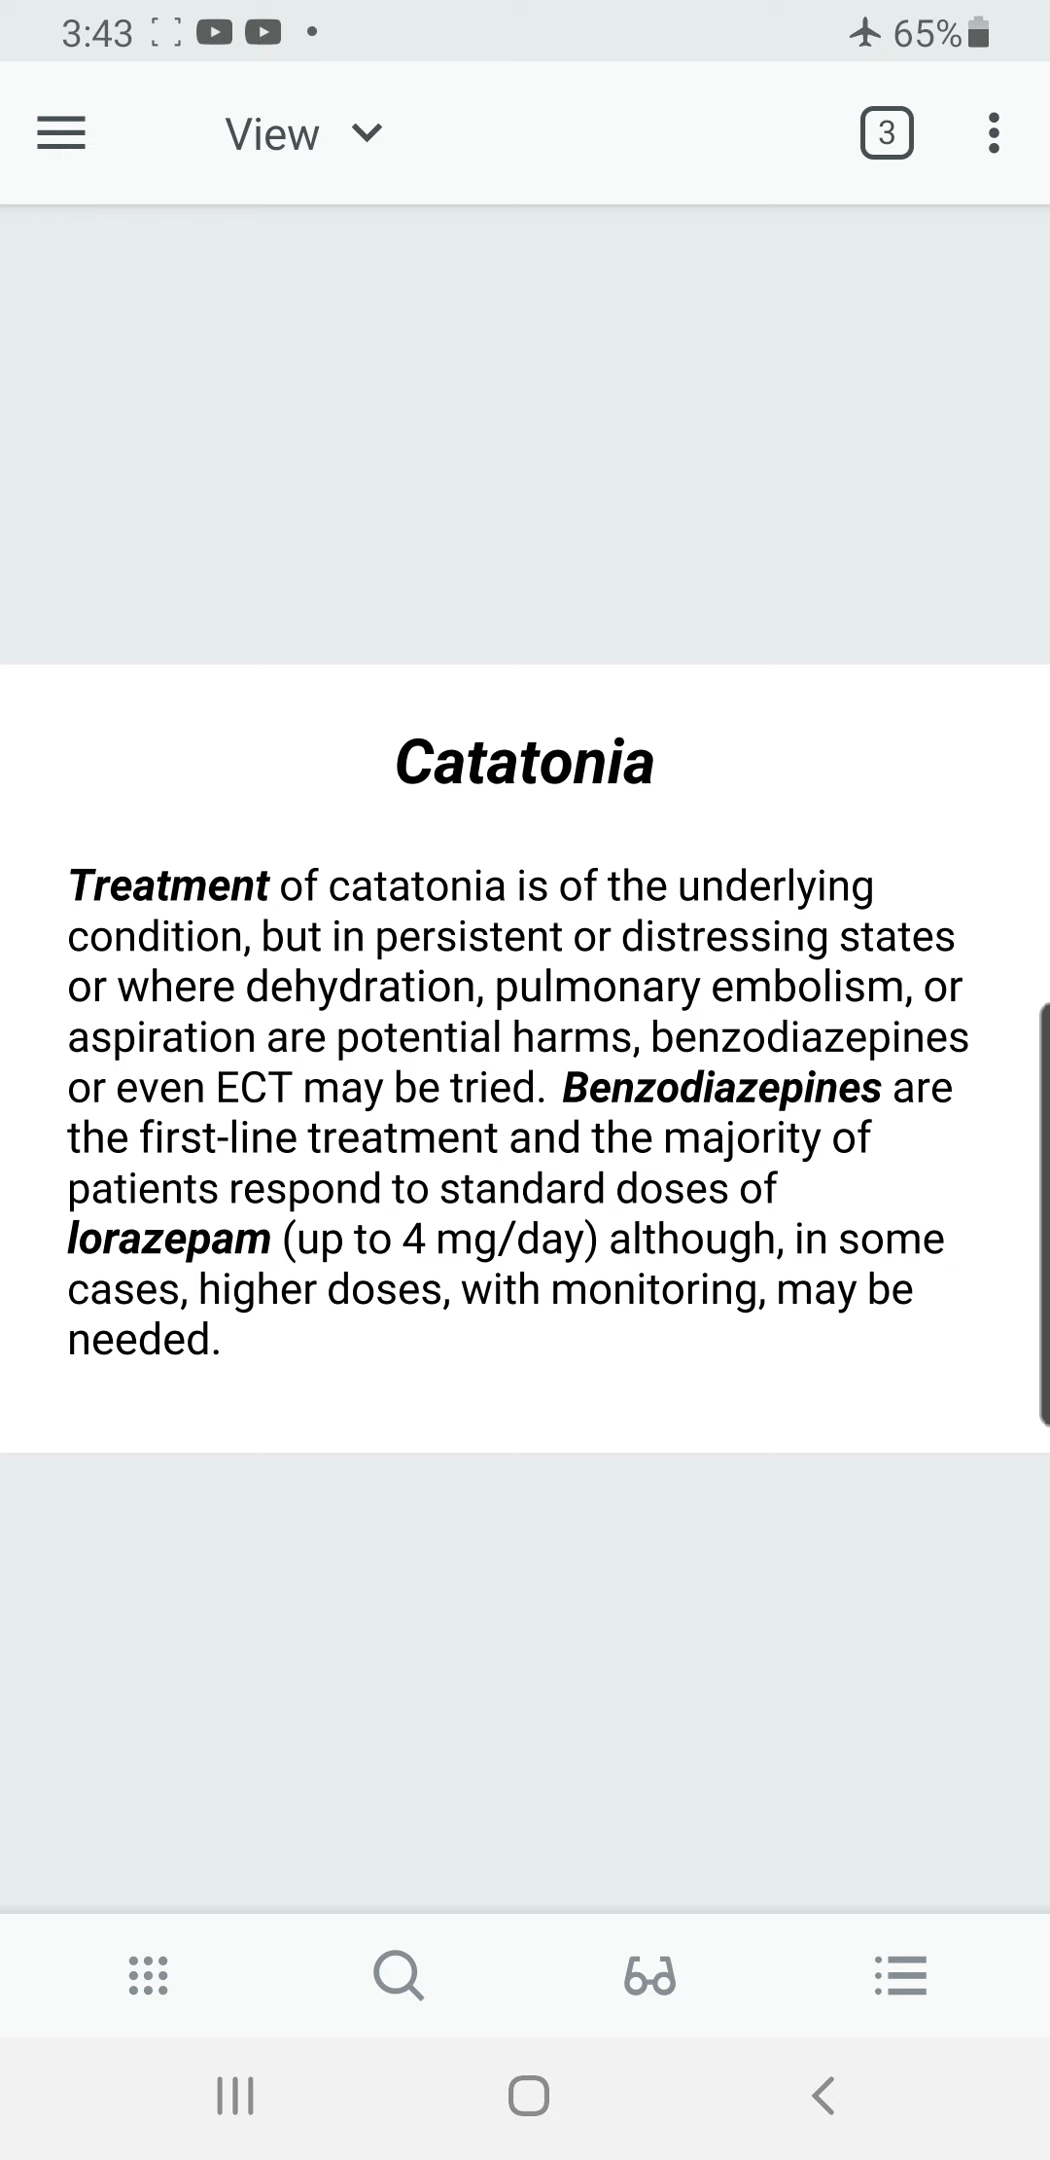 3:43
65%
View
3
Catatonia
Treatment of catatonia is of the underlying
condition, but in persistent or distressing states
or where dehydration, pulmonary embolism, or
aspiration are potential harms, benzodiazepines
or even ECT may be tried. Benzodiazepines are
the first-line treatment and the majority of
patients respond to standard doses of
lorazepam (up to 4 mg/day) although, in some
cases, higher doses, with monitoring, may be
needed.